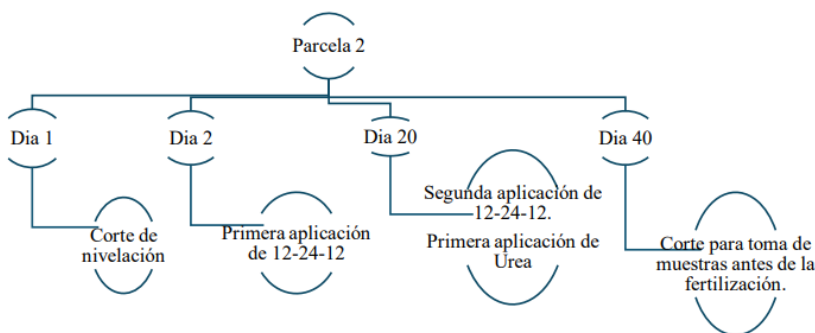 Parcela 2
Dia 1
Dia 2
Dia 20
Dia 40
Corte de
nivelación
Primera aplicación
de 12-24-12
Segunda aplicación de
12-24-12.
Primera aplicación de
Urea
Corte para toma de
muestras antes de la
fertilización.